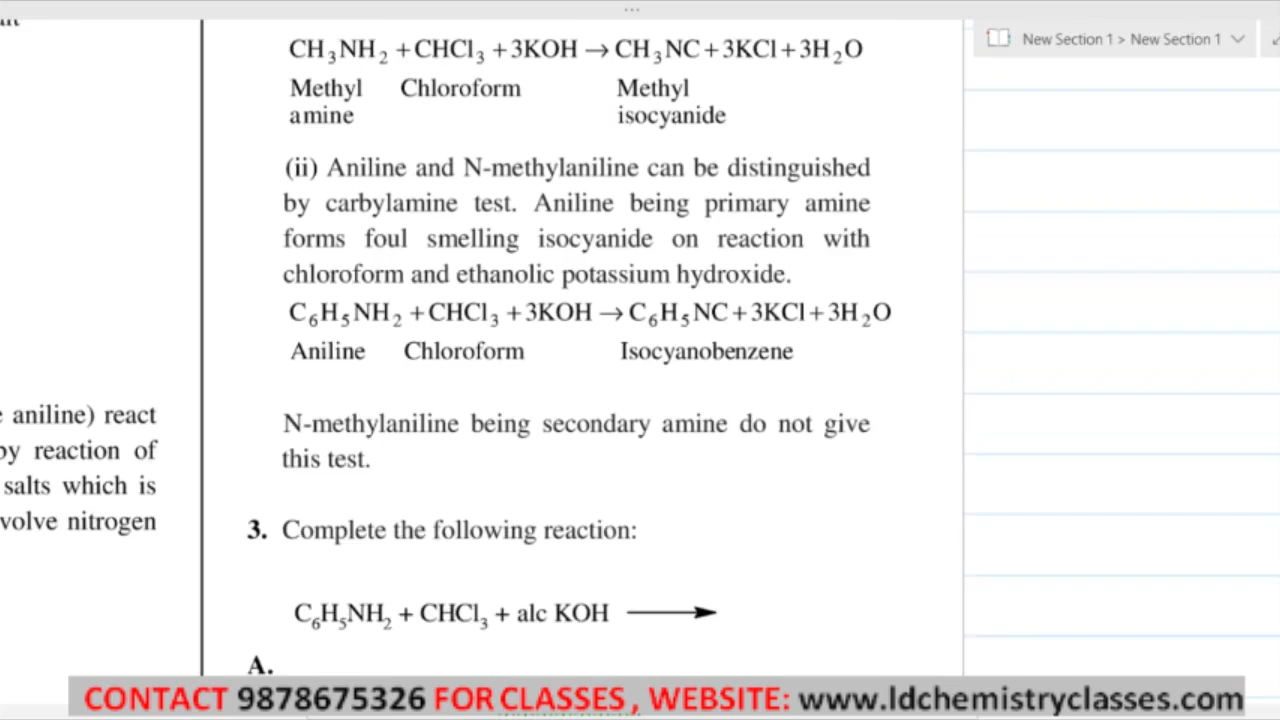 CH₃NH₂ + CHCl₃ + 3KOH → CH₃NC + 3KCl + 3H₂O
Methyl Chloroform Methyl
amine isocyanide
(ii) Aniline and N-methylaniline can be distinguished
by carbylamine test. Aniline being primary amine
forms foul smelling isocyanide on reaction with
chloroform and ethanolic potassium hydroxide.
C₆H₅NH₂ + CHCl₃ + 3KOH → C₆H₅NC + 3KCl + 3H₂O
Aniline Chloroform Isocyanobenzene
N-methylaniline being secondary amine do not give
this test.
3. Complete the following reaction:
C₆H₅NH₂ + CHCl₃ + alc KOH ⟶
A.
aniline) react
by reaction of
salts which is
volve nitrogen
New Section 1 > New Section 1
CONTACT 9878675326 FOR CLASSES , WEBSITE: www.ldchemistryclasses.com